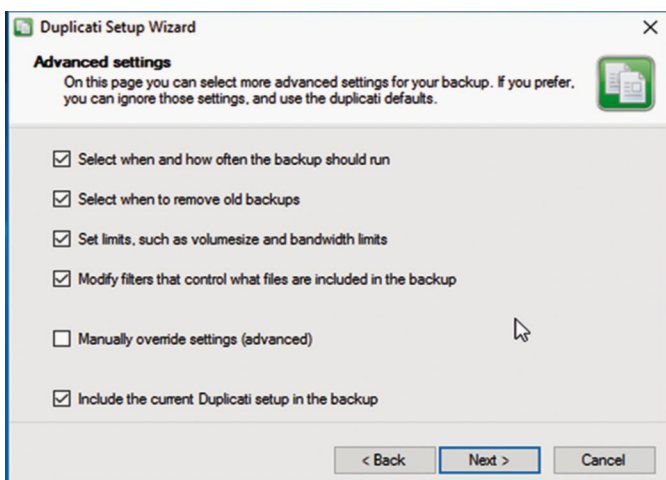 Duplicati Setup Wizard
Advanced settings
On this page you can select more advanced settings for your backup. If you prefer,
you can ignore those settings, and use the duplicati defaults.
Select when and how often the backup should run
Select when to remove old backups
Set limits, such as volumesize and bandwidth limits
Modify filters that control what files are included in the backup
Manually override settings (advanced)
Include the current Duplicati setup in the backup
< Back Next > Cancel